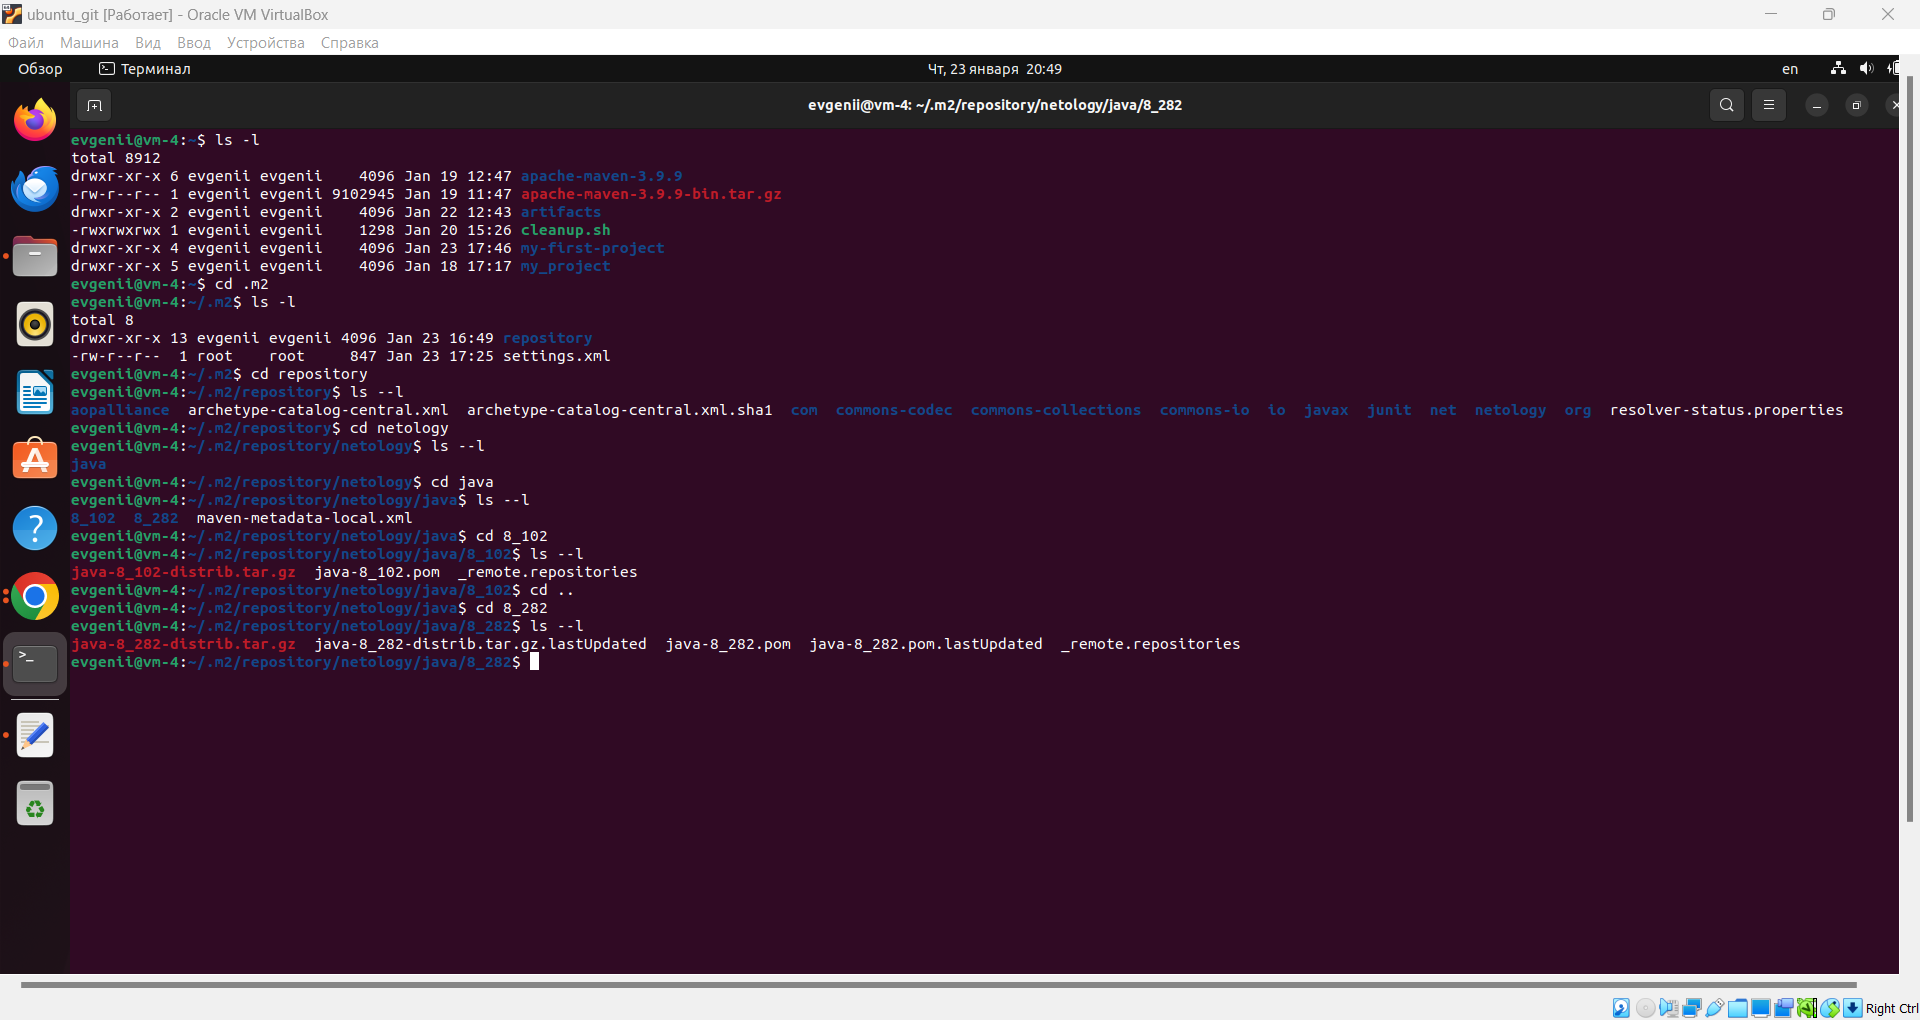 ubuntu_git [Работает] - Oracle VM VirtualBox
Файл Машина Вид Ввод Устройства Справка
Обзор Терминал Чт, 23 января 20:49 en
evgenii@vm-4: ~/.m2/repository/netology/java/8_282
evgenii@vm-4:~$ ls -l
total 8912
drwxr-xr-x 6 evgenii evgenii    4096 Jan 19 12:47 apache-maven-3.9.9
-rw-r--r-- 1 evgenii evgenii 9102945 Jan 19 11:47 apache-maven-3.9.9-bin.tar.gz
drwxr-xr-x 2 evgenii evgenii    4096 Jan 22 12:43 artifacts
-rwxrwxrwx 1 evgenii evgenii    1298 Jan 20 15:26 cleanup.sh
drwxr-xr-x 4 evgenii evgenii    4096 Jan 23 17:46 my-first-project
drwxr-xr-x 5 evgenii evgenii    4096 Jan 18 17:17 my_project
evgenii@vm-4:~$ cd .m2
evgenii@vm-4:~/.m2$ ls -l
total 8
drwxr-xr-x 13 evgenii evgenii 4096 Jan 23 16:49 repository
-rw-r--r--  1 root    root     847 Jan 23 17:25 settings.xml
evgenii@vm-4:~/.m2$ cd repository
evgenii@vm-4:~/.m2/repository$ ls --l
aopalliance  archetype-catalog-central.xml  archetype-catalog-central.xml.sha1  com  commons-codec  commons-collections  commons-io  io  javax  junit  net  netology  org  resolver-status.properties
evgenii@vm-4:~/.m2/repository$ cd netology
evgenii@vm-4:~/.m2/repository/netology$ ls --l
java
evgenii@vm-4:~/.m2/repository/netology$ cd java
evgenii@vm-4:~/.m2/repository/netology/java$ ls --l
8_102  8_282  maven-metadata-local.xml
evgenii@vm-4:~/.m2/repository/netology/java$ cd 8_102
evgenii@vm-4:~/.m2/repository/netology/java/8_102$ ls --l
java-8_102-distrib.tar.gz  java-8_102.pom  _remote.repositories
evgenii@vm-4:~/.m2/repository/netology/java/8_102$ cd ..
evgenii@vm-4:~/.m2/repository/netology/java$ cd 8_282
evgenii@vm-4:~/.m2/repository/netology/java/8_282$ ls --l
java-8_282-distrib.tar.gz  java-8_282-distrib.tar.gz.lastUpdated  java-8_282.pom  java-8_282.pom.lastUpdated  _remote.repositories
evgenii@vm-4:~/.m2/repository/netology/java/8_282$
Right Ctrl